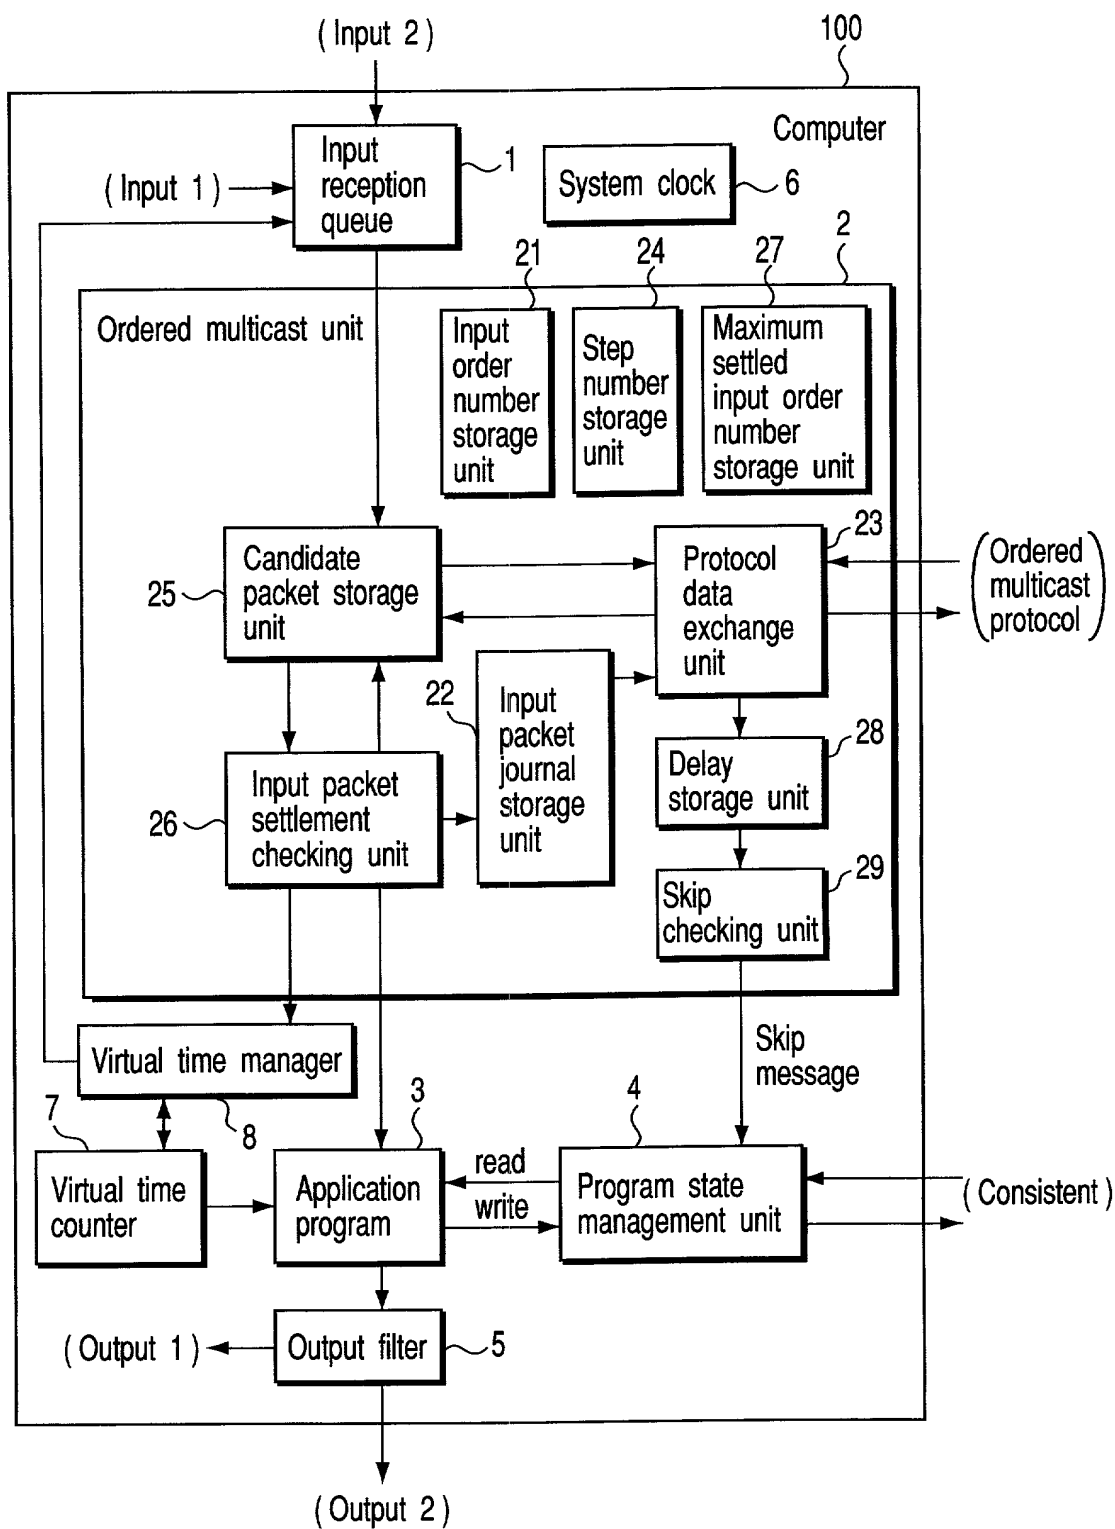 ( Input 2 )
100
Computer
Input
reception
queue
1
System clock
6
( Input 1 )
2
21
24
27
Ordered multicast unit
Input
order
number
storage
unit
Step
number
storage
unit
Maximum
settled
input order
number
storage unit
23
Candidate
packet storage
unit
25
Protocol
data
exchange
unit
(Ordered
multicast
protocol)
22
Input
packet
journal
storage
unit
28
Delay
storage unit
Input packet
settlement
checking unit
26
29
Skip
checking unit
Virtual time manager
Skip
message
7
8
3
4
Virtual time
counter
Application
program
read
write
Program state
management unit
( Consistent )
( Output 1 )
Output filter
5
( Output 2 )